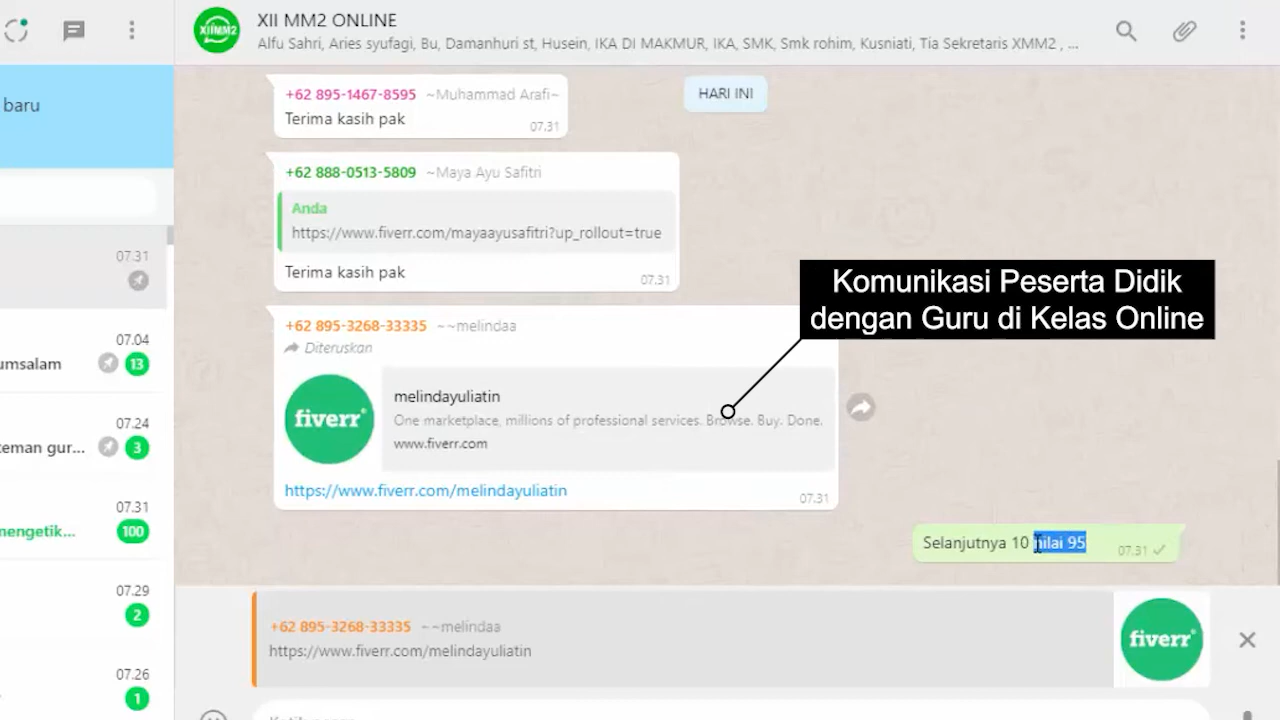 XIIMM2
XII MM2 ONLINE
Alfu Sahri, Aries syufagi, Bu, Damanhuri st, Husein, IKA DI MAKMUR, IKA, SMK, Smk rohim, Kusniati, Tia Sekretaris XMM2 , ...
baru
+62 895-1467-8595 ~Muhammad Arafi~
Terima kasih pak
07.31
HARI INI
+62 888-0513-5809 ~Maya Ayu Safitri
Anda
https://www.fiverr.com/mayaayusafitri?up_rollout=true
Terima kasih pak
07.31
+62 895-3268-33335 ~~melindaa
Diteruskan
fiverr
melindayuliatin
One marketplace, millions of professional services. Browse. Buy. Done.
www.fiverr.com
https://www.fiverr.com/melindayuliatin
07.31
Komunikasi Peserta Didik
dengan Guru di Kelas Online
Selanjutnya 10 nilai 95
07.31
07.31
07.04
umsalam
13
07.24
teman gur...
3
07.31
mengetik...
100
07.29
2
07.26
1
+62 895-3268-33335 ~~melindaa
https://www.fiverr.com/melindayuliatin
fiverr